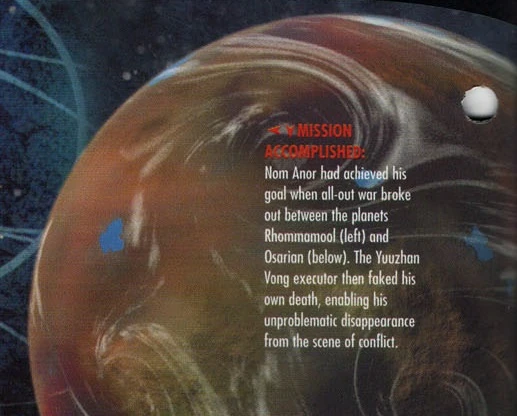 MISSION
ACCOMPLISHED:
Nom Anor had achieved his
goal when all-out war broke
out between the planets
Rhommamool (left) and
Osarian (below). The Yuuzhan
Vong executor then faked his
own death, enabling his
unproblematic disappearance
from the scene of conflict.